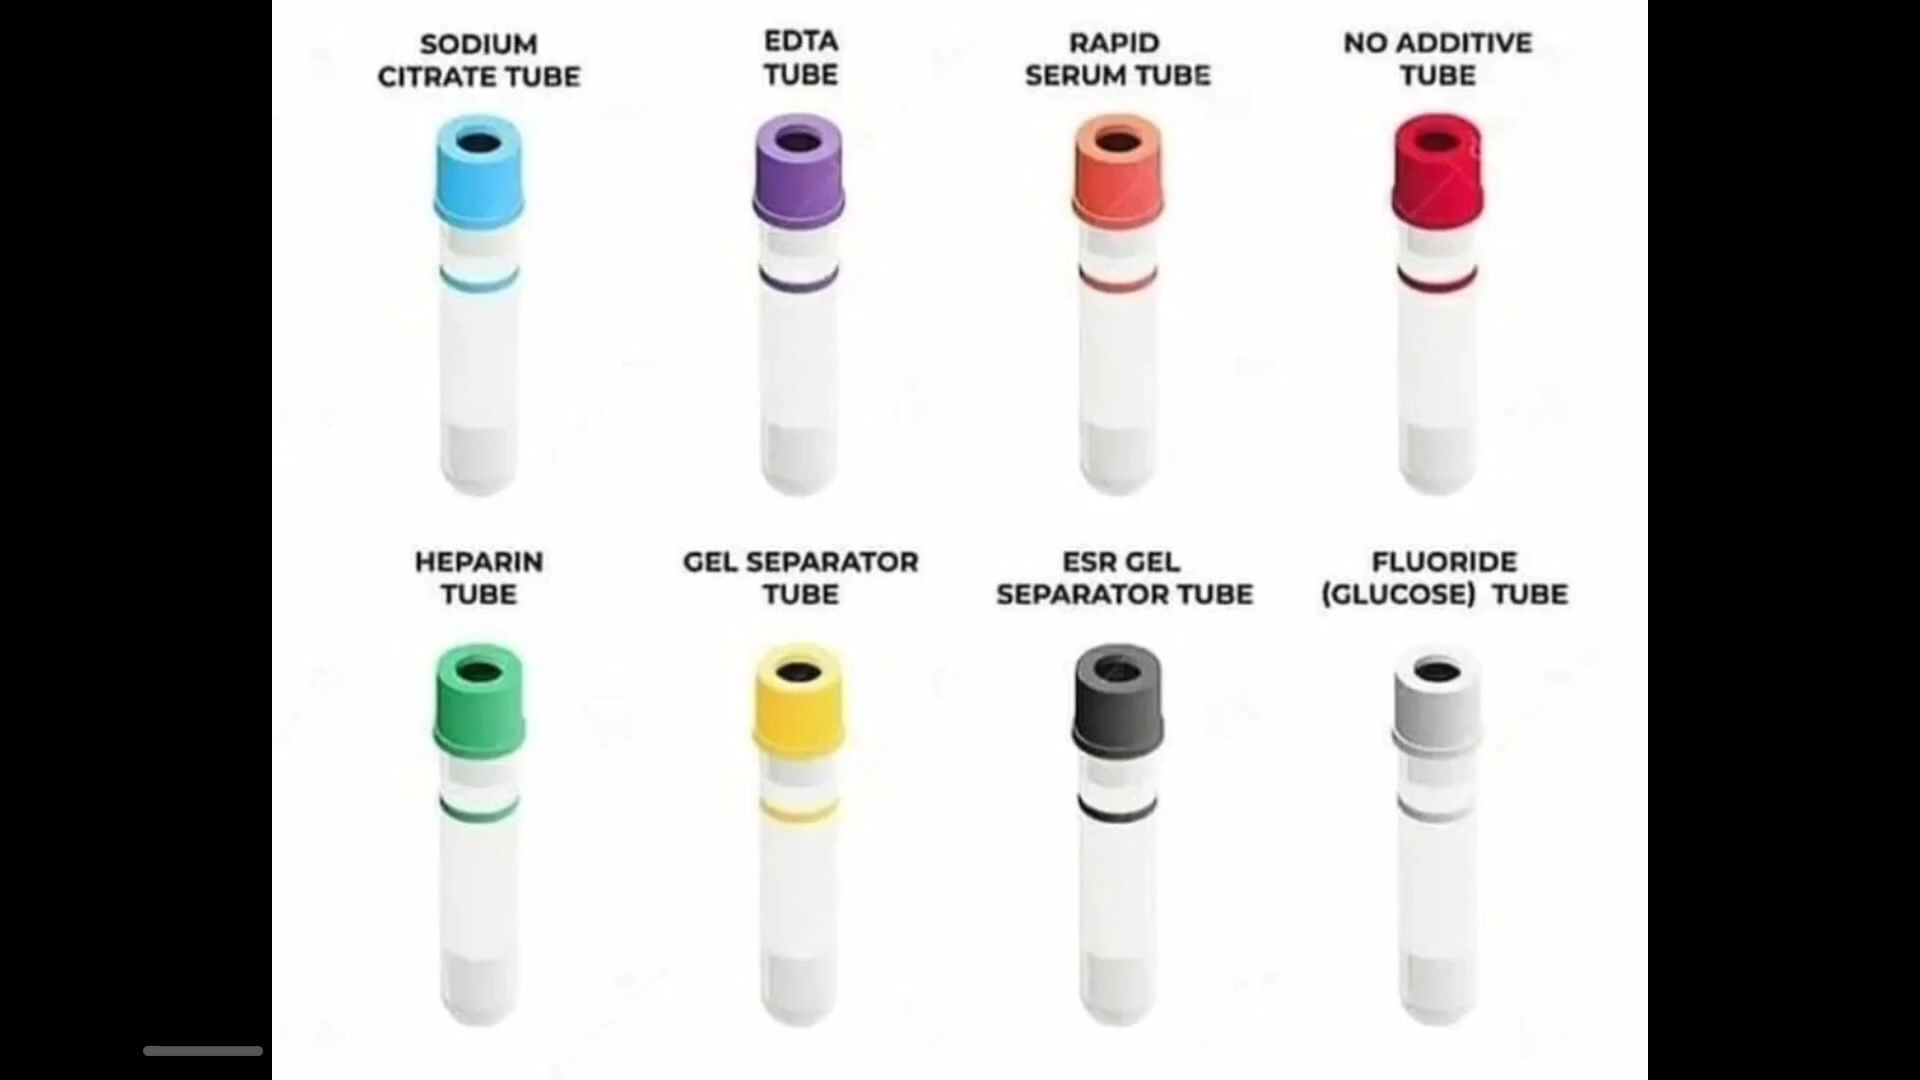 SODIUM
CITRATE TUBE
EDTA
TUBE
RAPID
SERUM TUBE
NO ADDITIVE
TUBE
HEPARIN
TUBE
GEL SEPARATOR
TUBE
ESR GEL
SEPARATOR TUBE
FLUORIDE
(GLUCOSE) TUBE